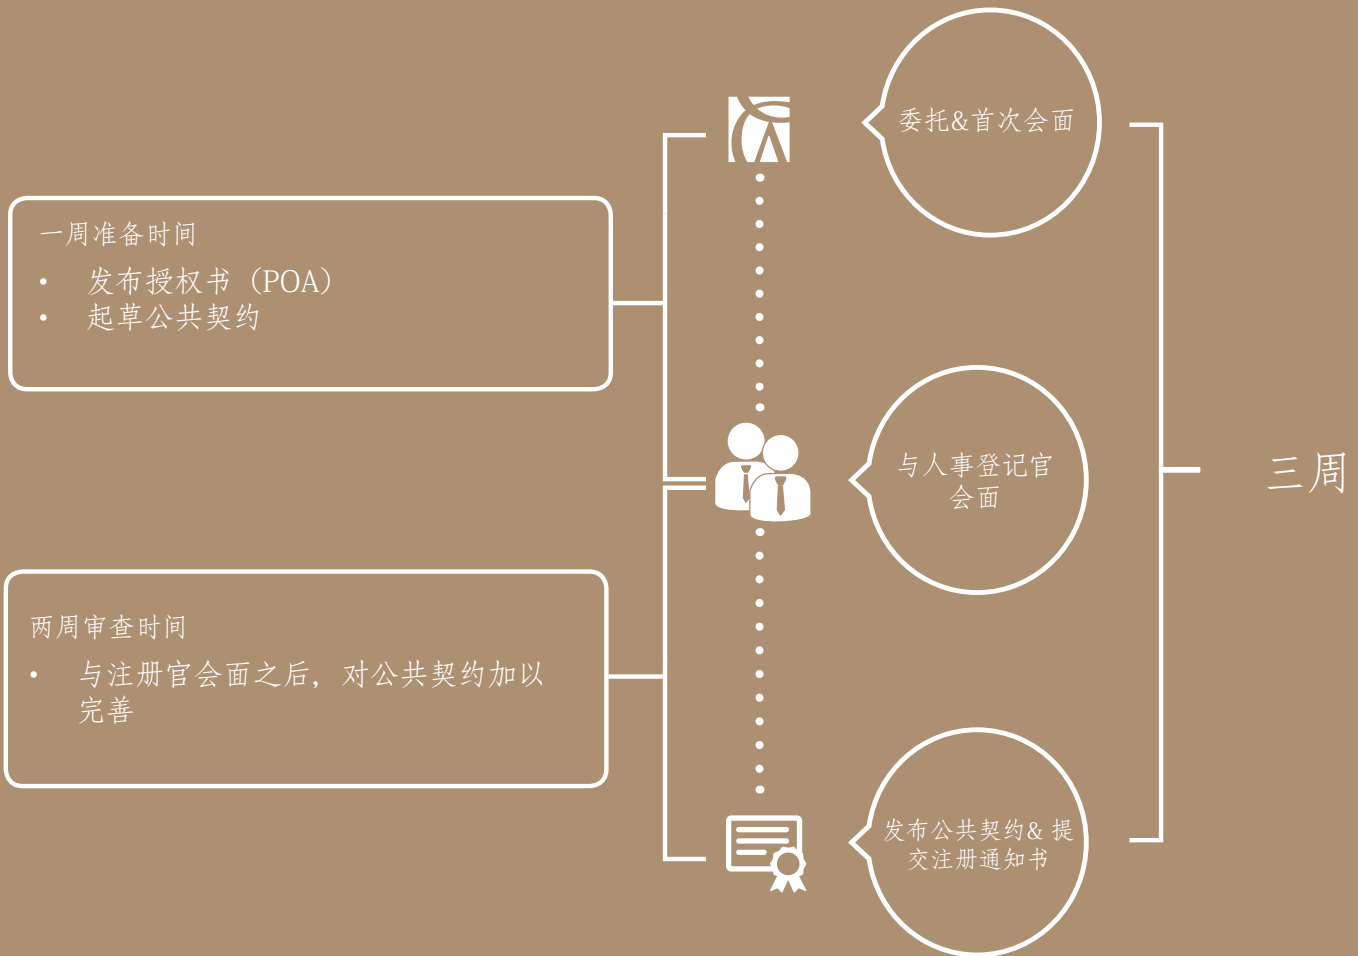 委托&首次会面
一周准备时间
• 发布授权书（POA）
• 起草公共契约
与人事登记官
会面
三周
两周审查时间
• 与注册官会面之后，对公共契约加以
完善
发布公共契约& 提
交注册通知书